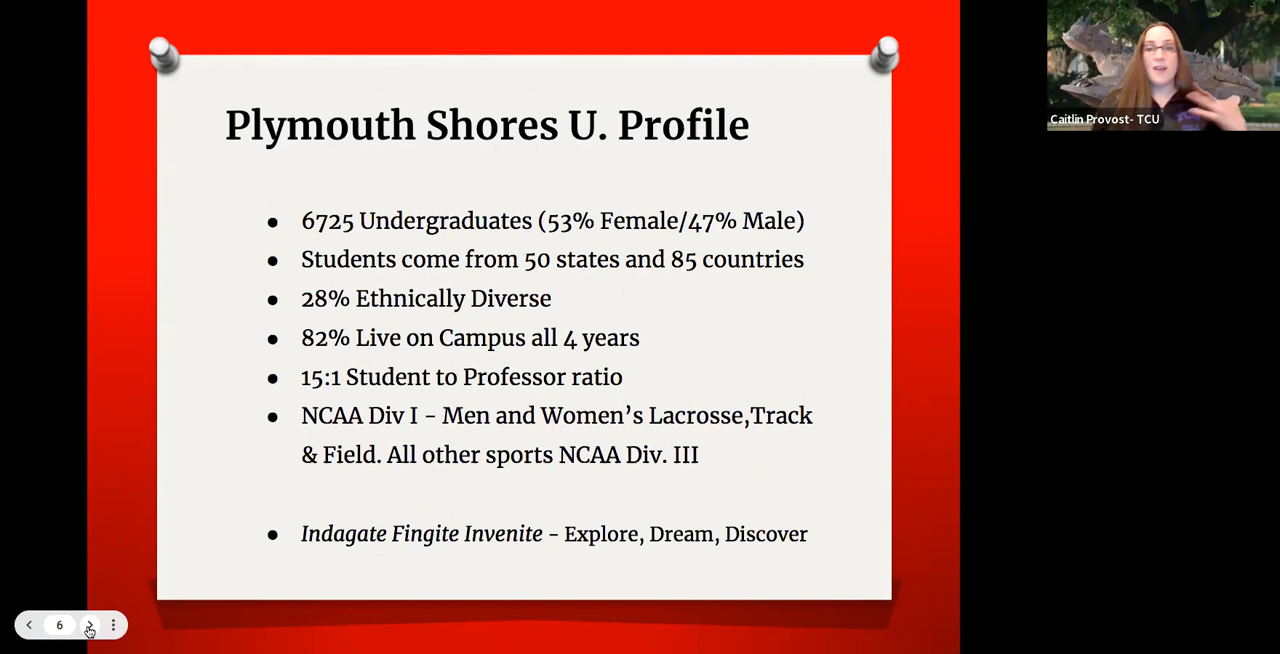 Plymouth Shores U. Profile
● 6725 Undergraduates (53% Female/47% Male)
● Students come from 50 states and 85 countries
● 28% Ethnically Diverse
● 82% Live on Campus all 4 years
● 15:1 Student to Professor ratio
● NCAA Div I - Men and Women’s Lacrosse,Track
& Field. All other sports NCAA Div. III
● Indagate Fingite Invenite - Explore, Dream, Discover
Caitlin Provost- TCU
6